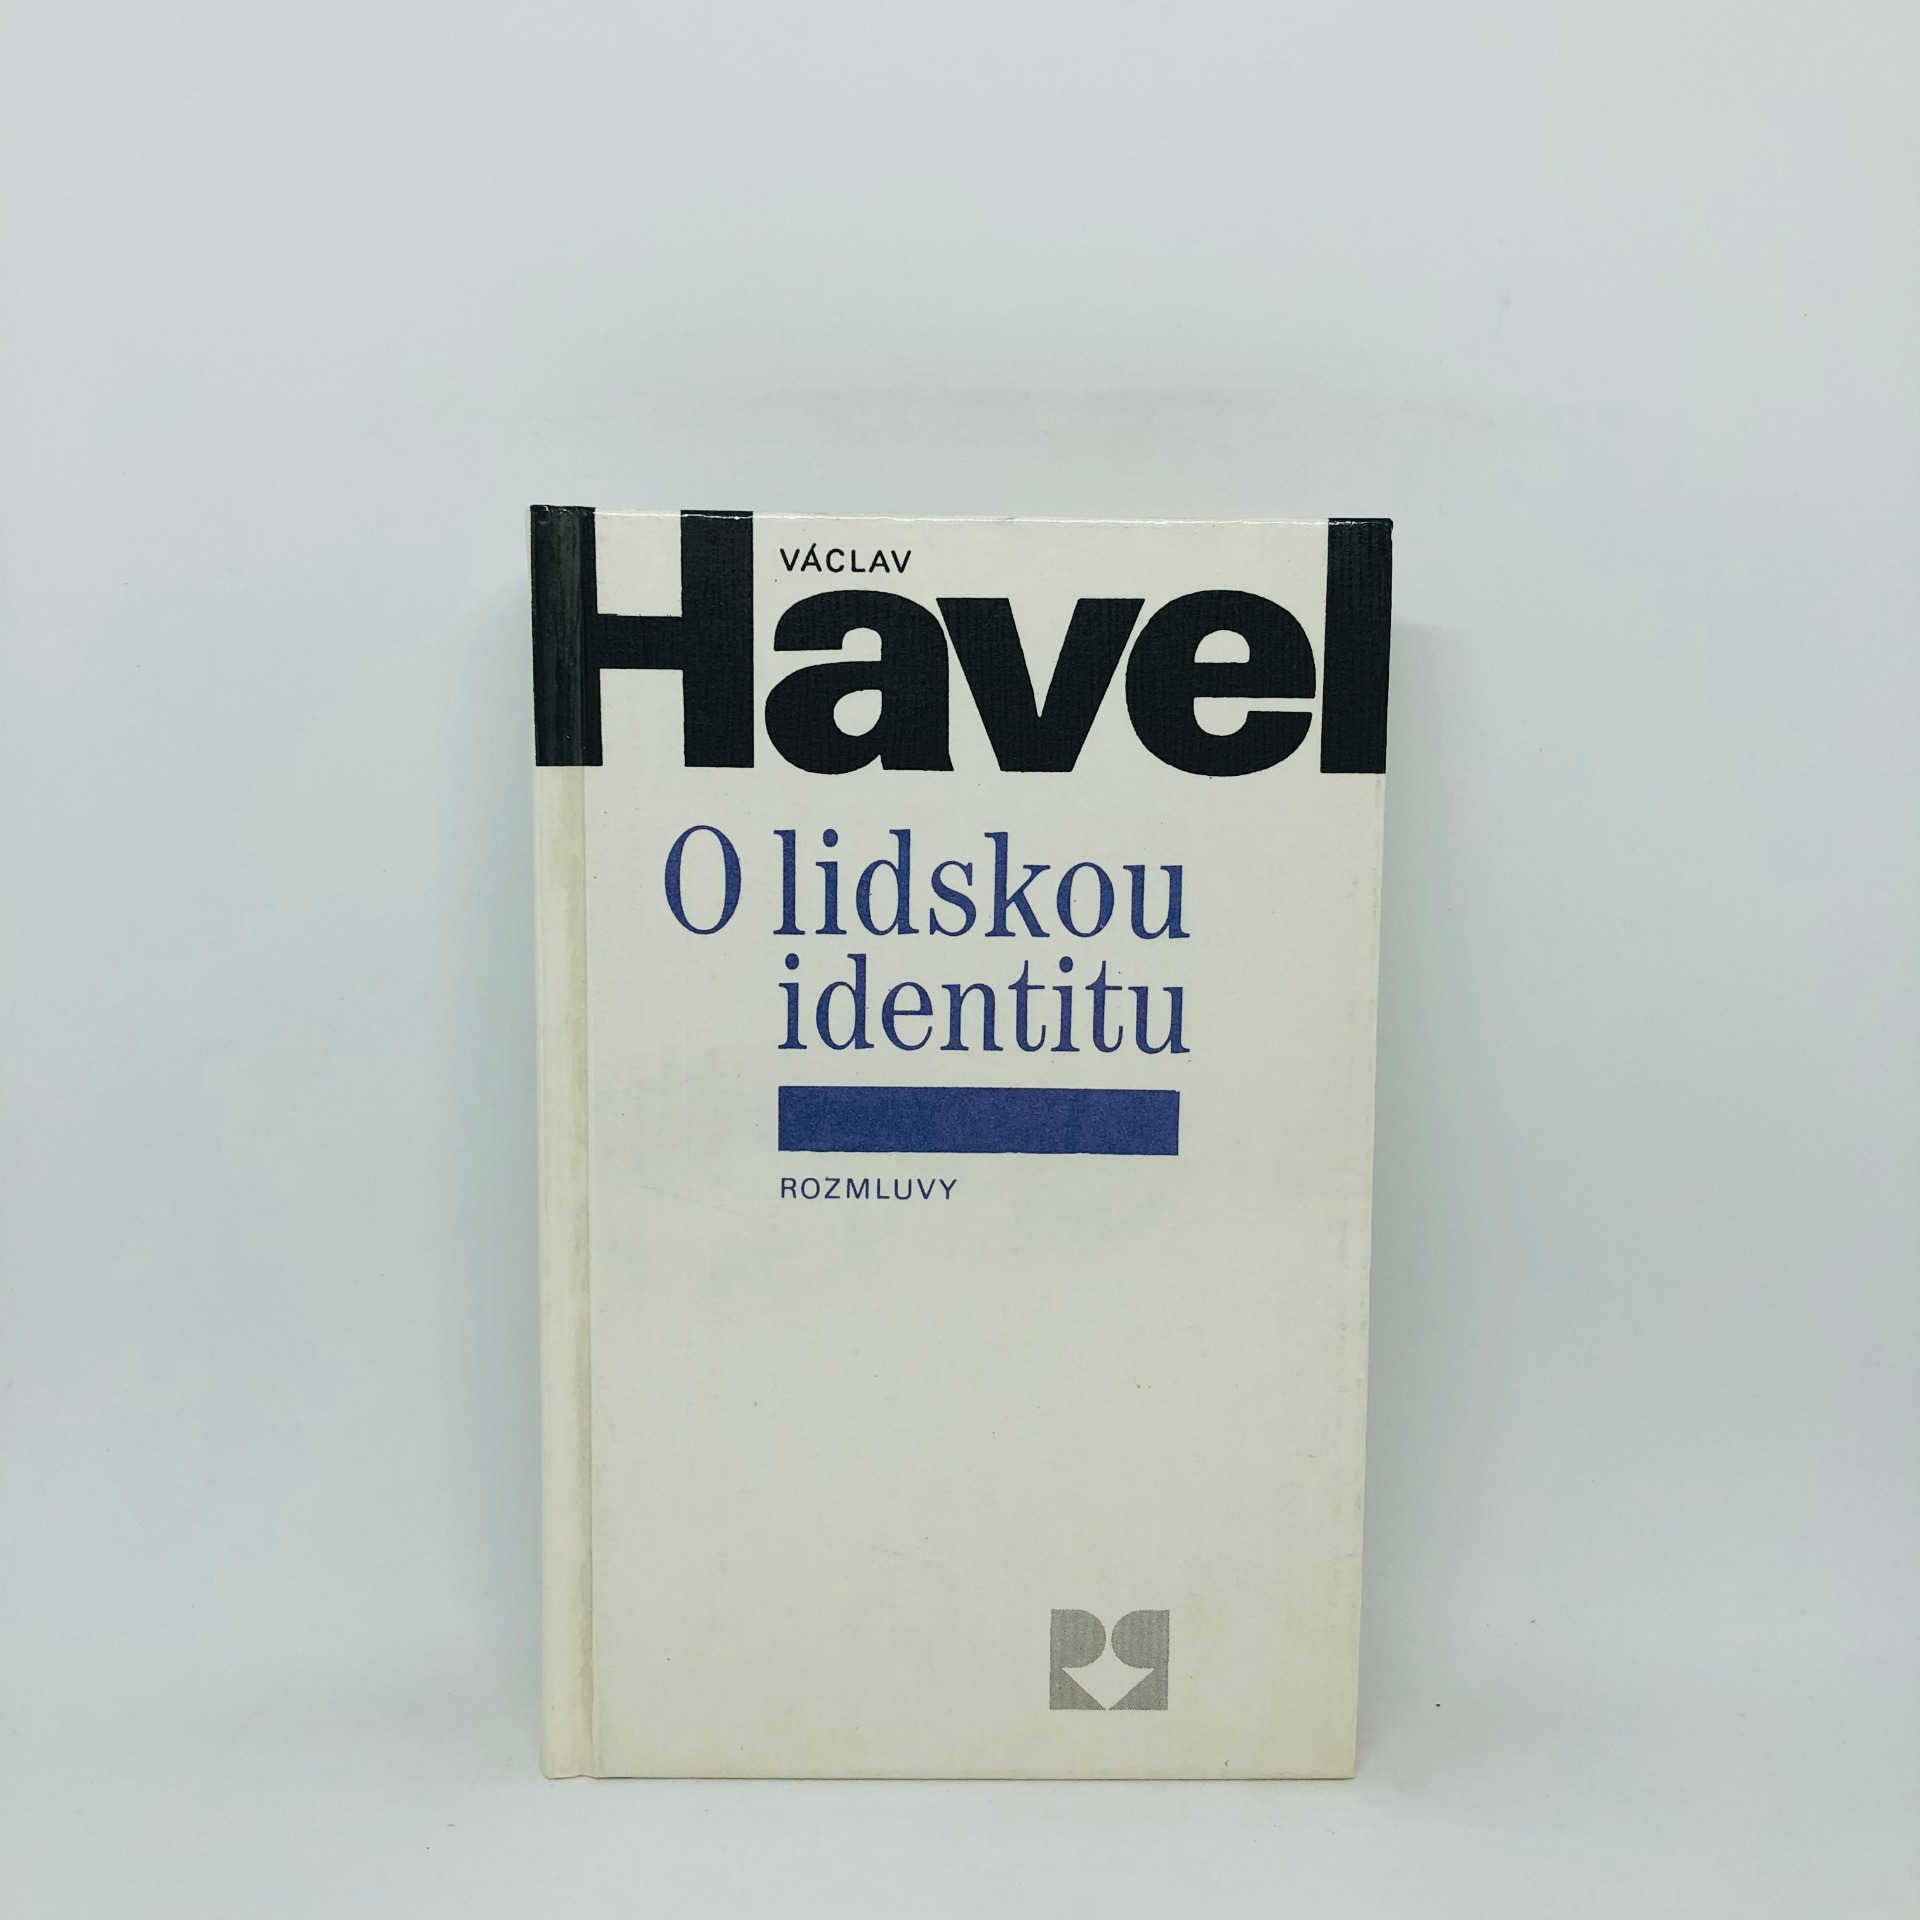 VÁCLAV
Havel
O lidskou
identitu
ROZMLUVY